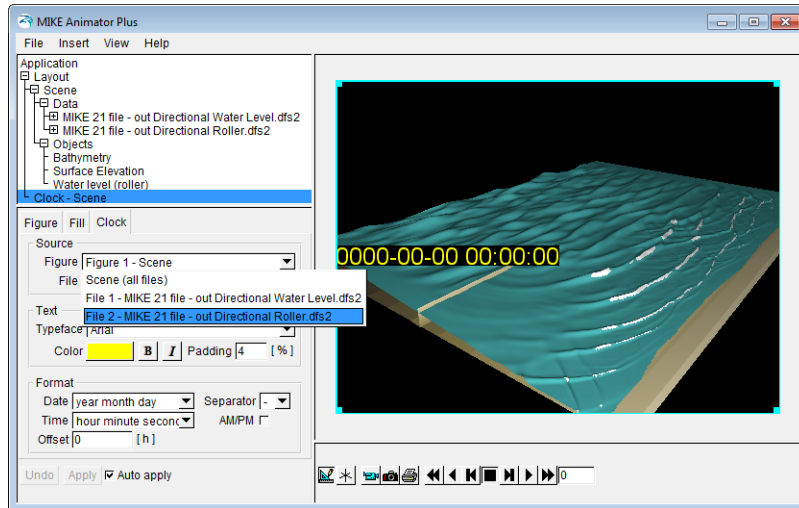 MIKE Animator Plus
File Insert View Help
Application
Layout
Scene
Data
MIKE 21 file - out Directional Water Level.dfs2
MIKE 21 file - out Directional Roller.dfs2
Objects
Bathymetry
Surface Elevation
Water level (roller)
Clock - Scene
Figure Fill Clock
Source
Figure Figure 1 - Scene
File Scene (all files)
File 1 - MIKE 21 file - out Directional Water Level.dfs2
File 2 - MIKE 21 file - out Directional Roller.dfs2
Text
Typeface Arial
Color B I Padding 4 [%]
Format
Date year month day Separator -
Time hour minute second AM/PM
Offset 0 [h]
Undo Apply Auto apply
0000-00-00 00:00:00
0